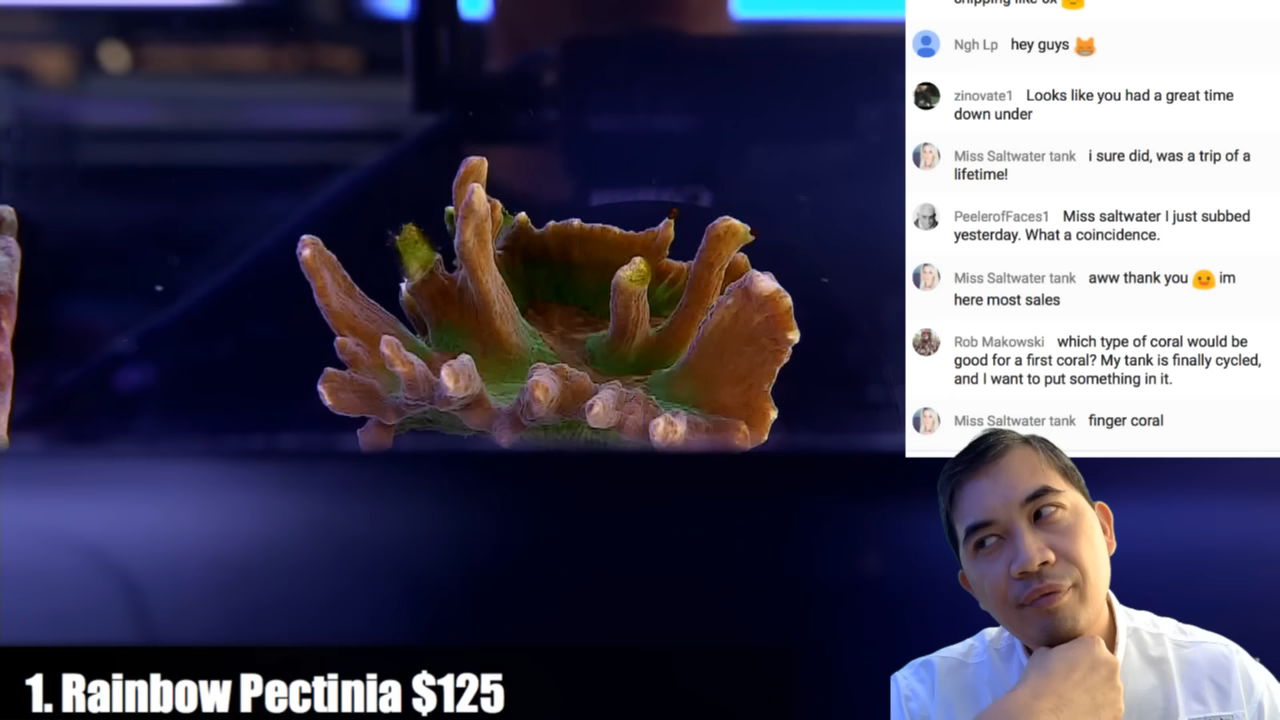 shipping like 6x
Ngh Lp hey guys
zinovate1 Looks like you had a great time
down under
Miss Saltwater tank i sure did, was a trip of a
lifetime!
PeelerofFaces1 Miss saltwater I just subbed
yesterday. What a coincidence.
Miss Saltwater tank aww thank you im
here most sales
Rob Makowski which type of coral would be
good for a first coral? My tank is finally cycled,
and I want to put something in it.
Miss Saltwater tank finger coral
1. Rainbow Pectinia $125